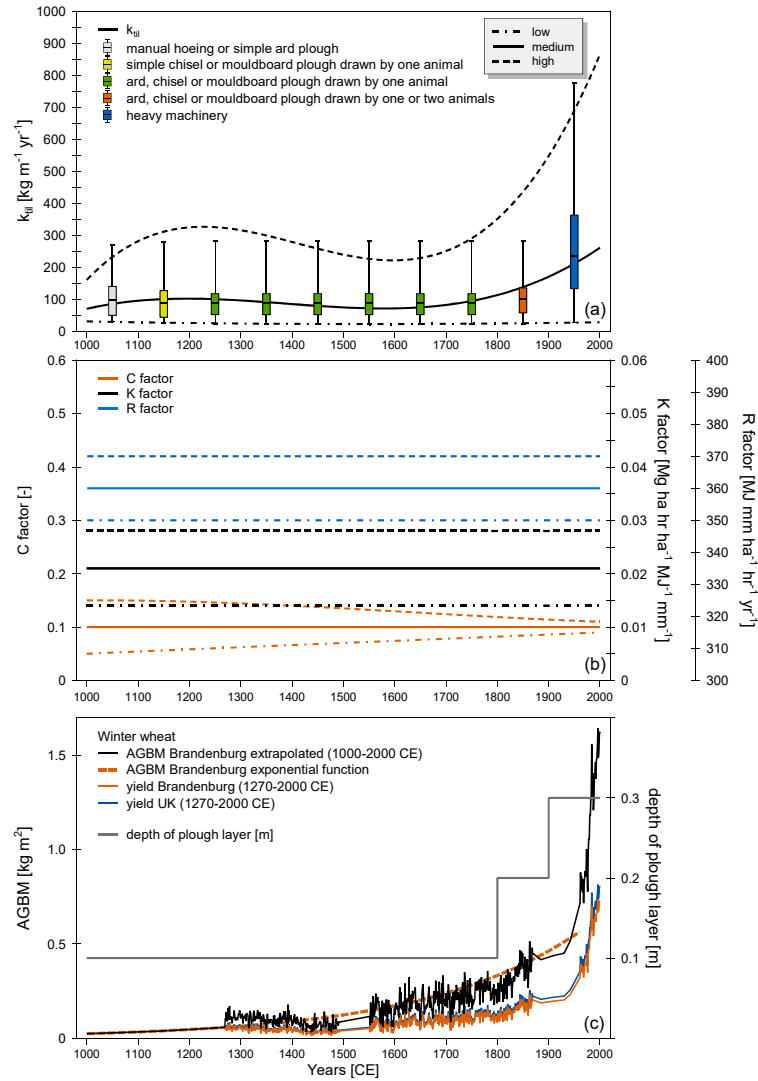 1000
900
800
700
600
500
400
300
200
100
0
k_til [kg m⁻¹ yr⁻¹]
k_til
manual hoeing or simple ard plough
simple chisel or mouldboard plough drawn by one animal
ard, chisel or mouldboard plough drawn by one animal
ard, chisel or mouldboard plough drawn by one or two animals
heavy machinery
low
medium
high
(a)
1000 1100 1200 1300 1400 1500 1600 1700 1800 1900 2000
0.6
0.5
0.4
0.3
0.2
0.1
0
C factor [-]
C factor
K factor
R factor
(b)
0.06
0.05
0.04
0.03
0.02
0.01
0
K factor [Mg ha hr ha⁻¹ MJ⁻¹ mm⁻¹]
400
390
380
370
360
350
340
330
320
310
300
R factor [MJ mm ha⁻¹ hr⁻¹ yr⁻¹]
1000 1100 1200 1300 1400 1500 1600 1700 1800 1900 2000
1.5
1.0
0.5
0
AGBM [kg m²]
Winter wheat
AGBM Brandenburg extrapolated (1000-2000 CE)
AGBM Brandenburg exponential function
yield Brandenburg (1270-2000 CE)
yield UK (1270-2000 CE)
depth of plough layer [m]
(c)
0.3
0.2
0.1
depth of plough layer [m]
1000 1100 1200 1300 1400 1500 1600 1700 1800 1900 2000
Years [CE]